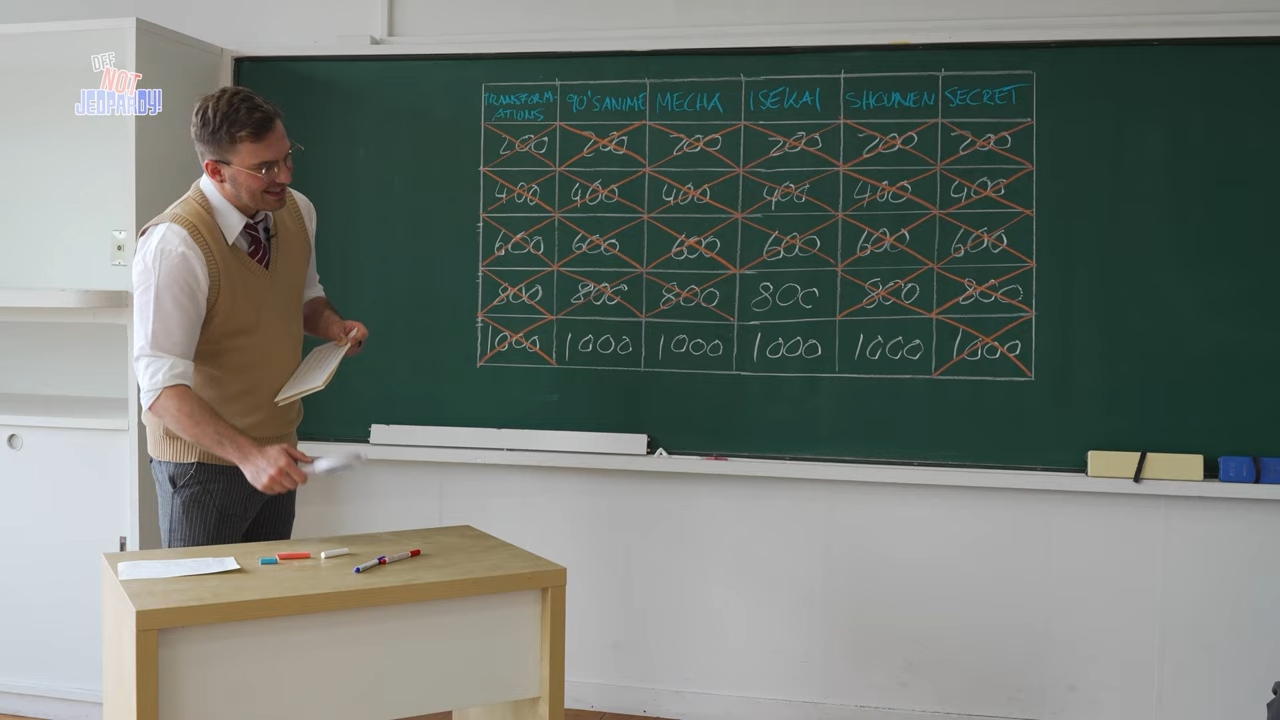 DEF
NOT
JEOPARDY!
TRANSFORM-
ATIONS
90'S ANIME
MECHA
ISEKAI
SHOUNEN
SECRET
200 200 200 200 200 200
400 400 400 400 400 400
600 600 600 600 600 600
800 800 800 800 800 800
1000 1000 1000 1000 1000 1000